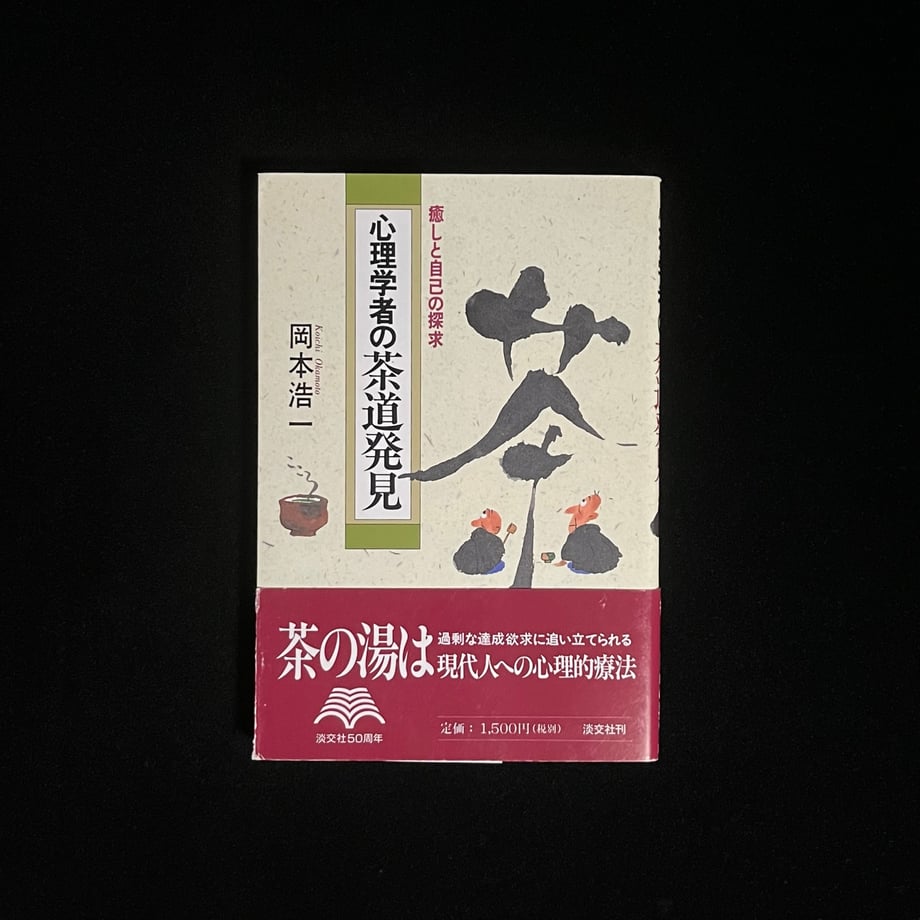 癒しと自己の探求
心理学者の茶道発見
岡本浩一
Koichi Okamoto
こころ
茶
茶の湯は
過剰な達成欲求に追い立てられる
現代人への心理的療法
淡交社50周年
定価：1,500円（税別）
淡交社刊